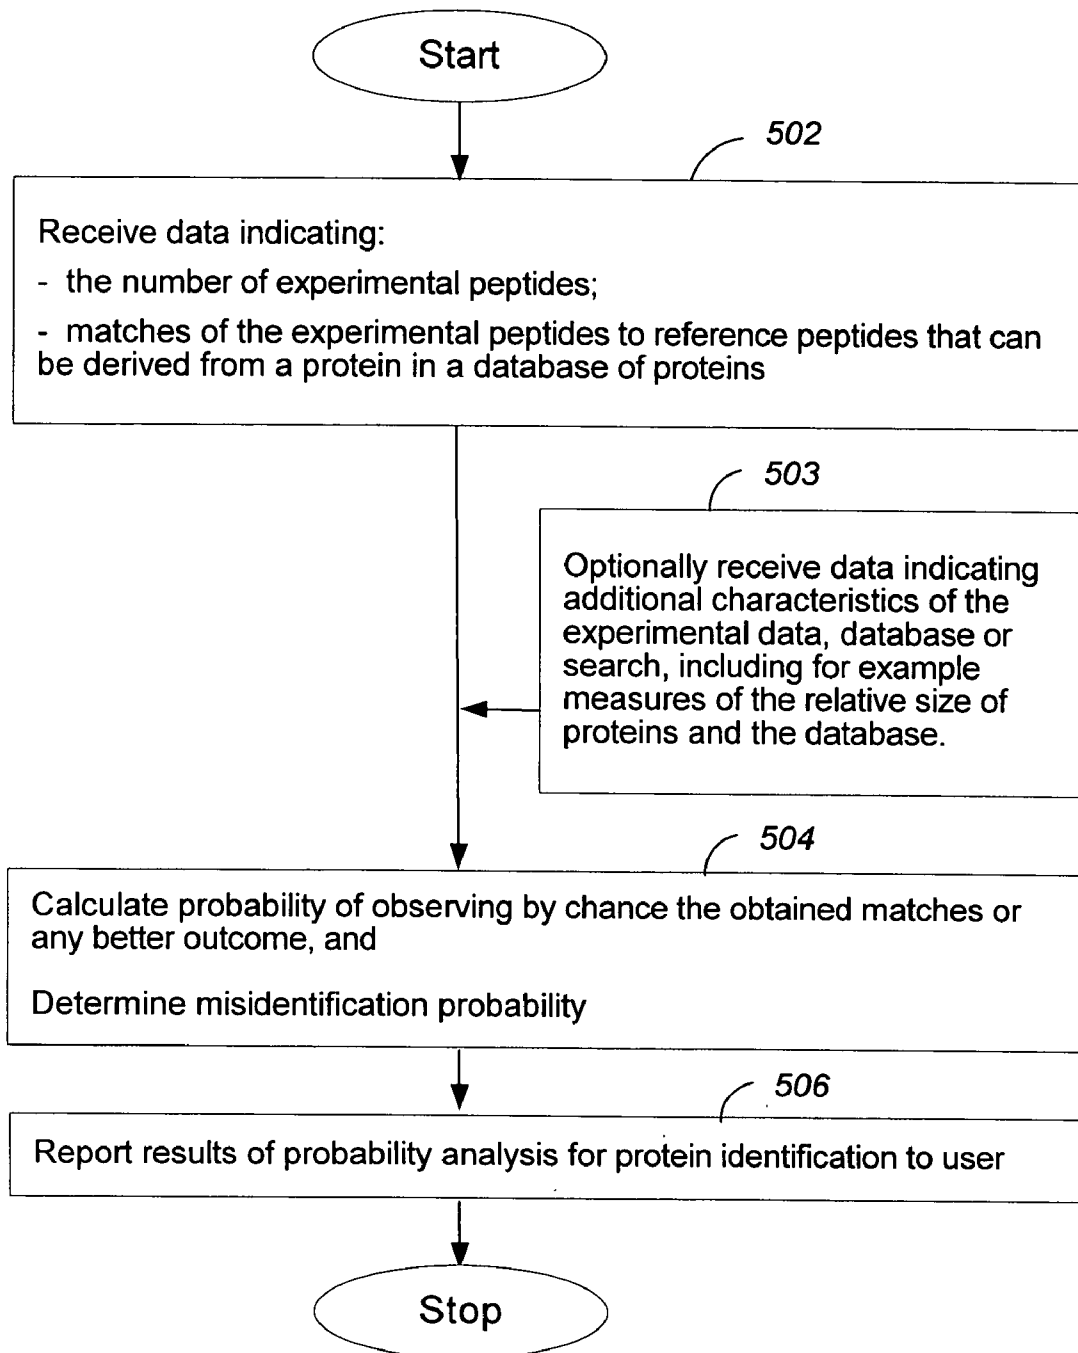 Start
502
Receive data indicating:
- the number of experimental peptides;
- matches of the experimental peptides to reference peptides that can
be derived from a protein in a database of proteins
503
Optionally receive data indicating
additional characteristics of the
experimental data, database or
search, including for example
measures of the relative size of
proteins and the database.
504
Calculate probability of observing by chance the obtained matches or
any better outcome, and
Determine misidentification probability
506
Report results of probability analysis for protein identification to user
Stop